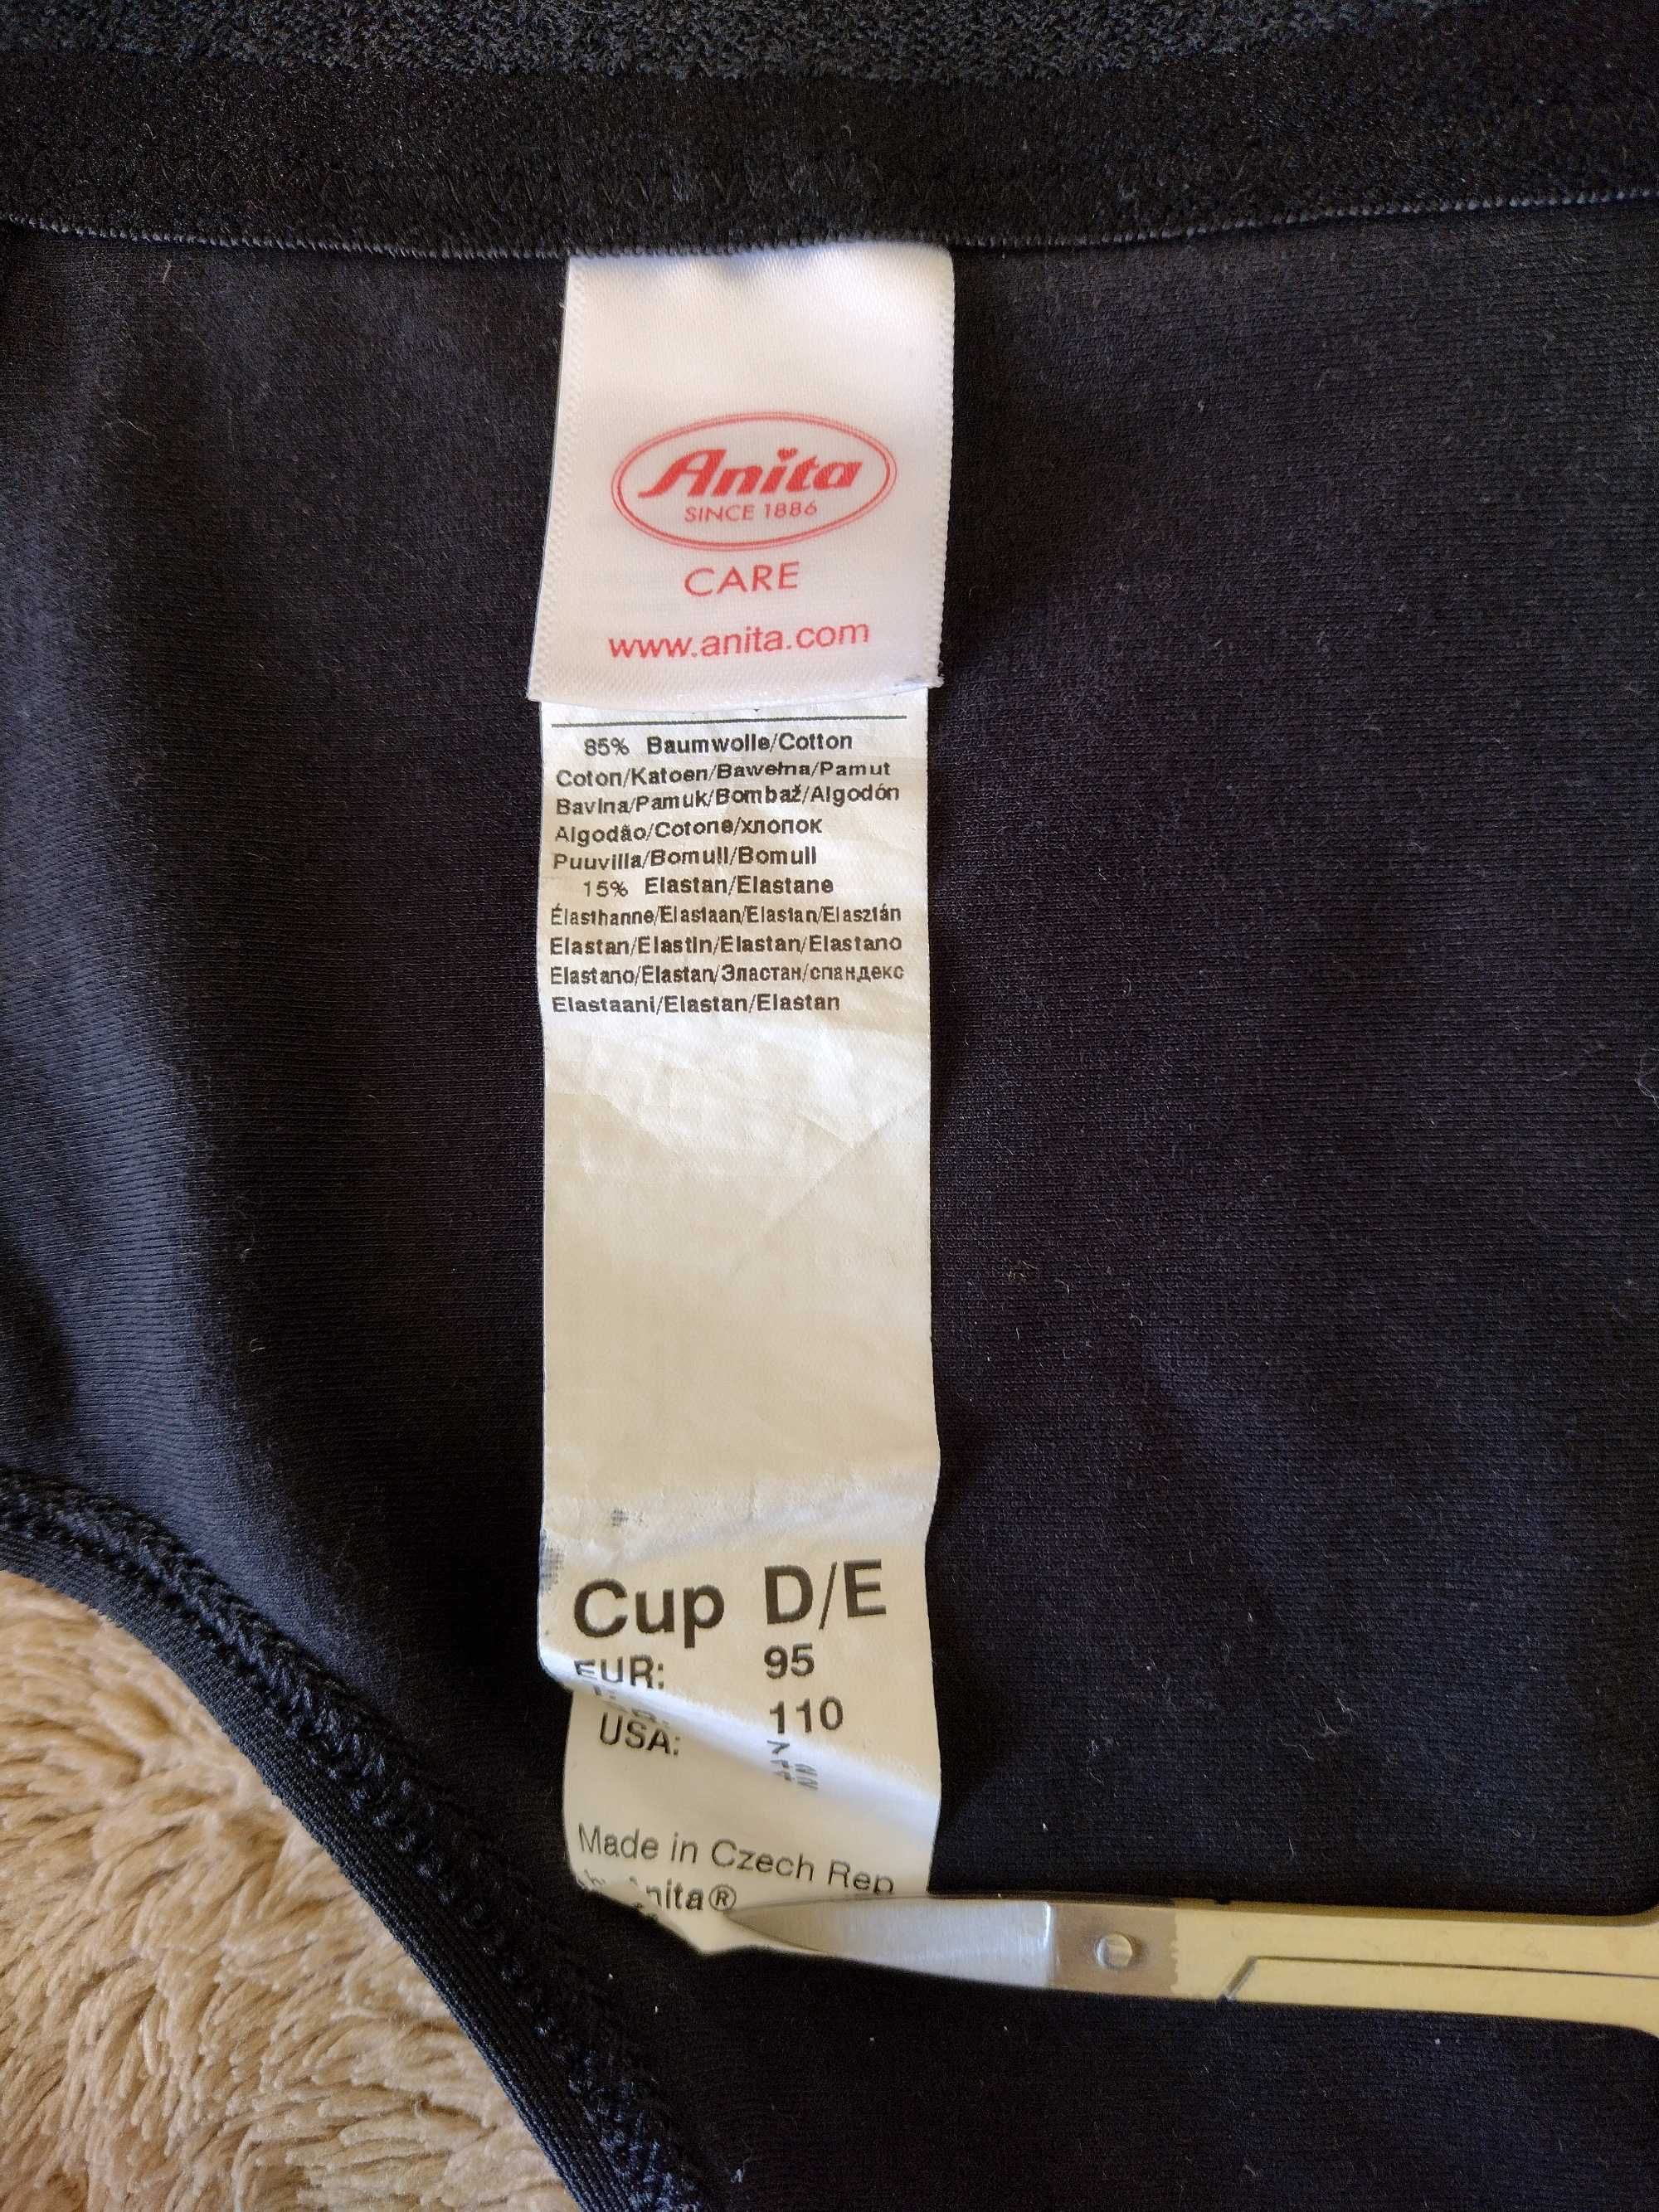 Anita
SINCE 1886
CARE
www.anita.com
85% Baumwolle/Cotton
Coton/Katoen/Bawełna/Pamut
Bavlna/Pamuk/Bombaž/Algodón
Algodão/Cotone/хлопок
Puuvilla/Bomull/Bomull
15% Elastan/Elastane
Élasthanne/Elastaan/Elastan/Elasztán
Elastan/Elastin/Elastan/Elastano
Elastano/Elastan/Эластан/спандекс
Elastaani/Elastan/Elastan
Cup D/E
EUR: 95
110
USA:
Made in Czech Rep
Anita®